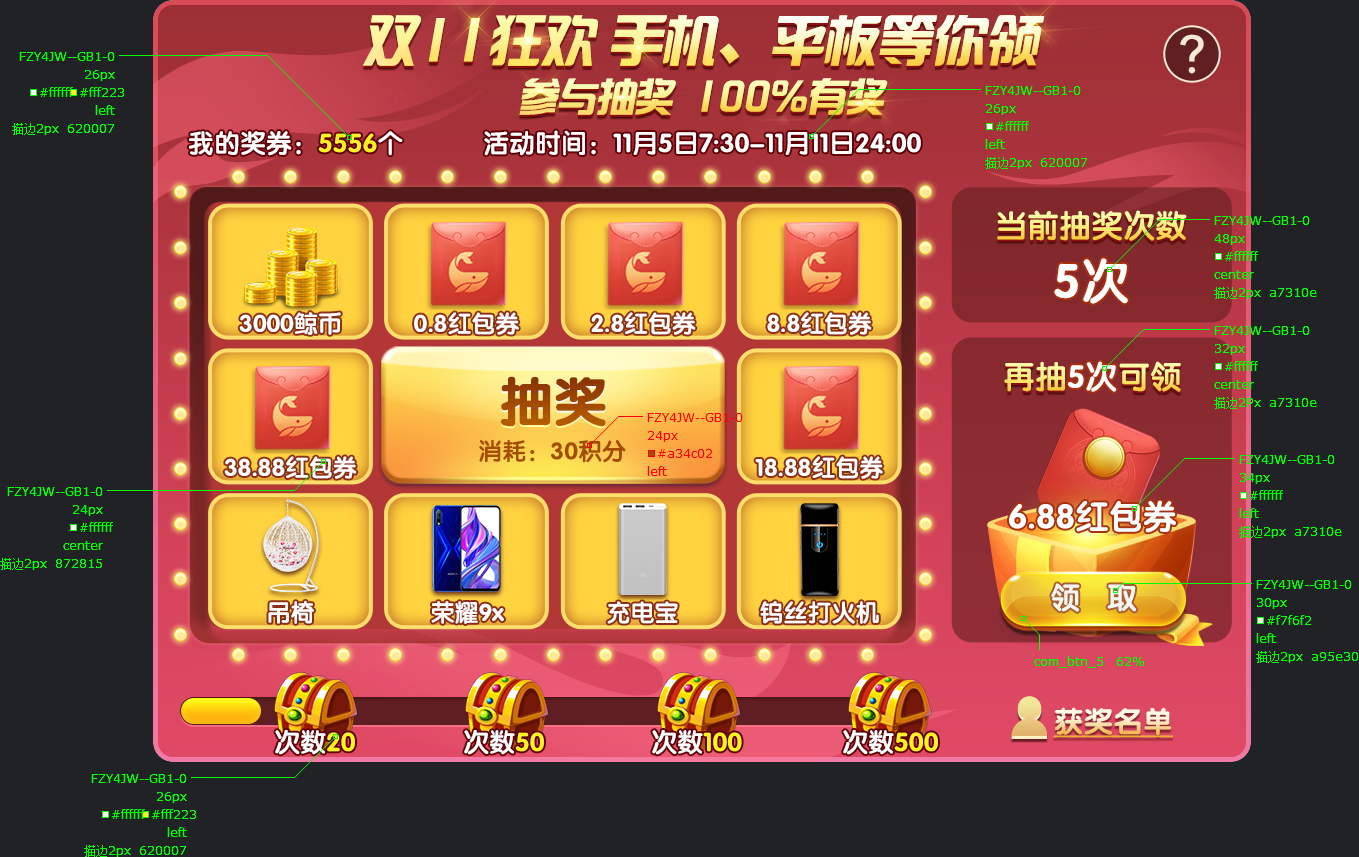 双11狂欢 手机、平板等你领
参与抽奖 100%有奖
我的奖券：5556个
活动时间：11月5日7:30-11月11日24:00
?
FZY4JW--GB1-0
26px
#ffffff #fff223
left
描边2px 620007
FZY4JW--GB1-0
26px
#ffffff
left
描边2px 620007
3000鲸币
0.8红包券
2.8红包券
8.8红包券
38.88红包券
抽奖
消耗：30积分
18.88红包券
FZY4JW--GB1-0
24px
#a34c02
left
吊椅
荣耀9x
充电宝
钨丝打火机
FZY4JW--GB1-0
24px
#ffffff
center
描边2px 872815
当前抽奖次数
5次
FZY4JW--GB1-0
48px
#ffffff
center
描边2px a7310e
再抽5次可领
FZY4JW--GB1-0
32px
#ffffff
center
描边2px a7310e
6.88红包券
FZY4JW--GB1-0
34px
#ffffff
left
描边2px a7310e
领 取
FZY4JW--GB1-0
30px
#f7f6f2
left
描边2px a95e30
com_btn_5 62%
次数20
次数50
次数100
次数500
获奖名单
FZY4JW--GB1-0
26px
#ffffff #fff223
left
描边2px 620007